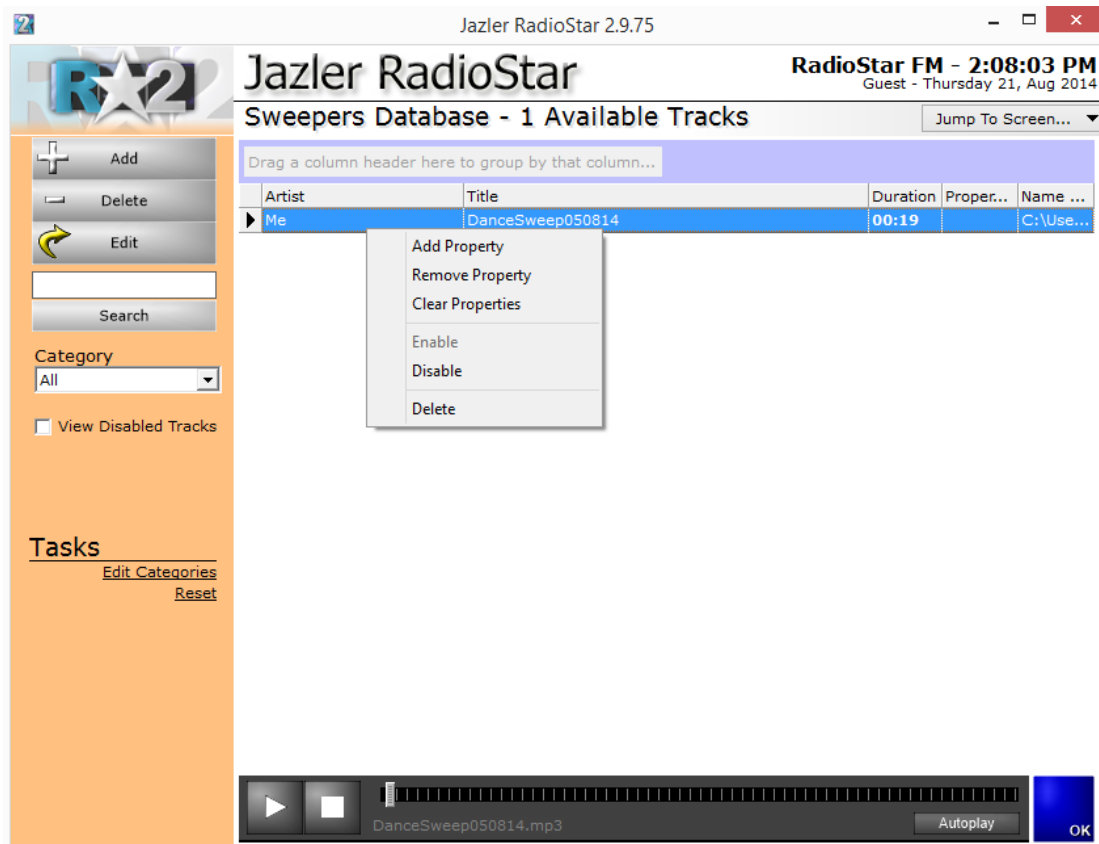 Jazler RadioStar 2.9.75
R 2
Jazler RadioStar
RadioStar FM - 2:08:03 PM
Guest - Thursday 21, Aug 2014
Sweepers Database - 1 Available Tracks
Jump To Screen...
Add
Delete
Edit
Search
Category
All
View Disabled Tracks
Tasks
Edit Categories
Reset
Drag a column header here to group by that column...
Artist Title Duration Proper... Name ...
Me DanceSweep050814 00:19 C:\Use...
Add Property
Remove Property
Clear Properties
Enable
Disable
Delete
DanceSweep050814.mp3
Autoplay
OK